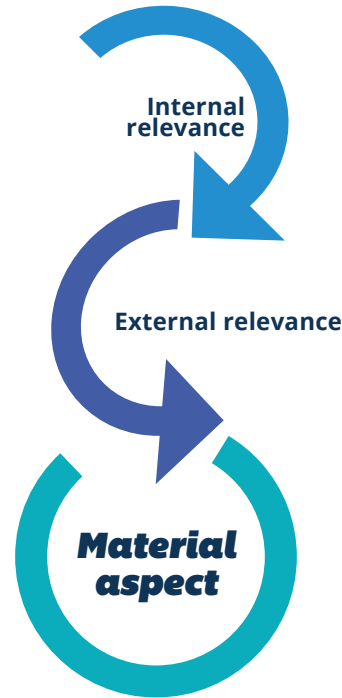 Internal
relevance
External relevance
Material
aspect